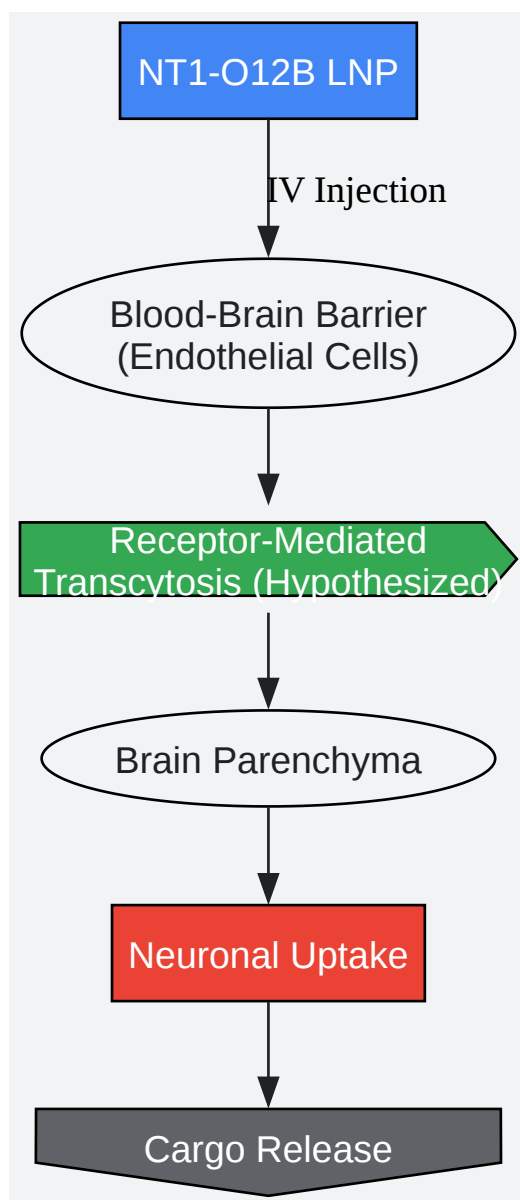 NT1-O12B LNP
IV Injection
Blood-Brain Barrier
(Endothelial Cells)
Receptor-Mediated
Transcytosis (Hypothesized)
Brain Parenchyma
Neuronal Uptake
Cargo Release